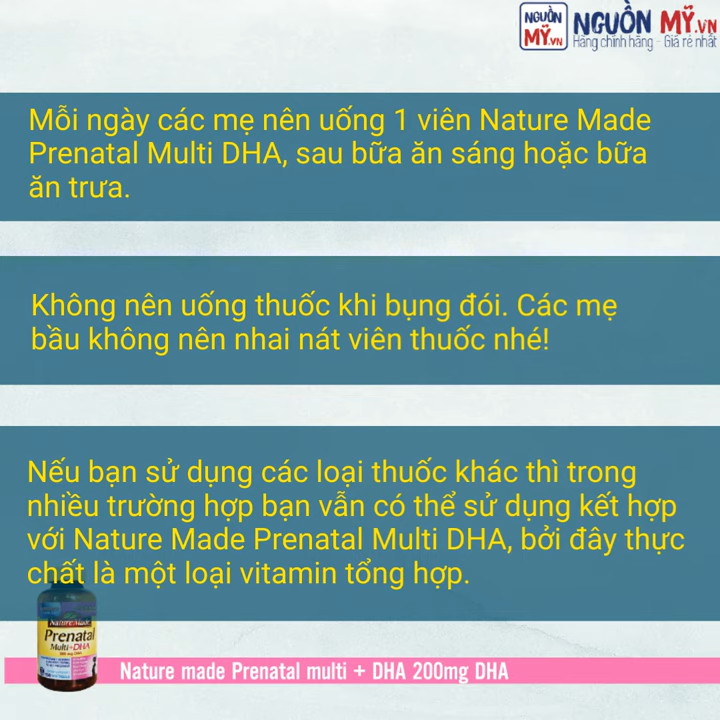 NGUỒN
MỸ.VN
NGUỒN MỸ.VN
Hàng chính hãng - Giá rẻ nhất
Mỗi ngày các mẹ nên uống 1 viên Nature Made
Prenatal Multi DHA, sau bữa ăn sáng hoặc bữa
ăn trưa.
Không nên uống thuốc khi bụng đói. Các mẹ
bầu không nên nhai nát viên thuốc nhé!
Nếu bạn sử dụng các loại thuốc khác thì trong
nhiều trường hợp bạn vẫn có thể sử dụng kết hợp
với Nature Made Prenatal Multi DHA, bởi đây thực
chất là một loại vitamin tổng hợp.
Nature Made
Prenatal
Multi+DHA
Nature made Prenatal multi + DHA 200mg DHA